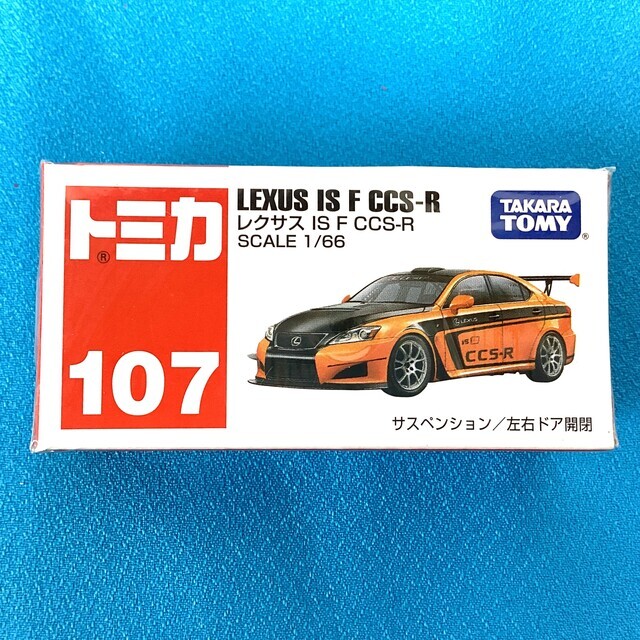 トミカ®
107
LEXUS IS F CCS-R
レクサス IS F CCS-R
SCALE 1/66
TAKARA
TOMY®
IS F
CCS-R
サスペンション/左右ドア開閉